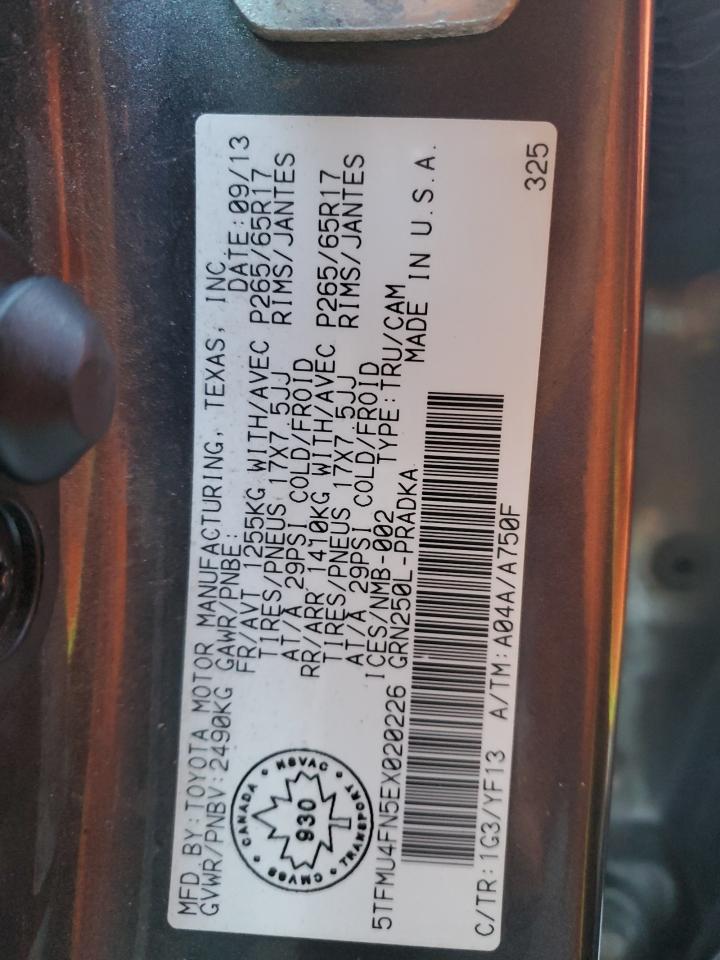 MFD BY: TOYOTA MOTOR MANUFACTURING, TEXAS, INC. DATE: 09/13
GVWR/PNBV: 2490KG GAWR/PNBE:
FR/AVT 1255KG WITH/AVEC P265/65R17
TIRES/PNEUS 17X7.5JJ RIMS/JANTES
AT/A 29PSI COLD/FROID
RR/ARR 1410KG WITH/AVEC P265/65R17
TIRES/PNEUS 17X7.5JJ RIMS/JANTES
AT/A 29PSI COLD/FROID
ICES/NMB-002 TYPE: TRU/CAM
5TFMU4FN5EX020226 GRN250L-PRADKA MADE IN U.S.A.
C/TR: 1G3/YF13 A/TM: A04A/A750F
325
CANADA • NSVAC • TRANSPORT • CMVSS
930